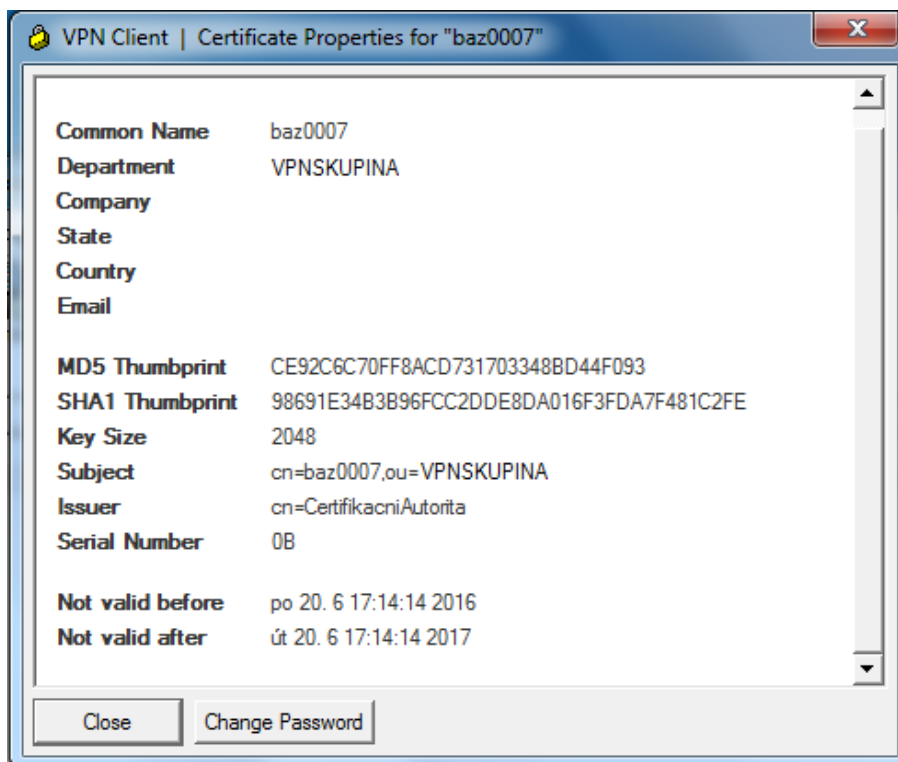 VPN Client | Certificate Properties for "baz0007"
Common Name baz0007
Department VPNSKUPINA
Company
State
Country
Email
MD5 Thumbprint CE92C6C70FF8ACD731703348BD44F093
SHA1 Thumbprint 98691E34B3B96FCC2DDE8DA016F3FDA7F481C2FE
Key Size 2048
Subject cn=baz0007,ou=VPNSKUPINA
Issuer cn=CertifikacniAutorita
Serial Number 0B
Not valid before po 20. 6 17:14:14 2016
Not valid after út 20. 6 17:14:14 2017
Close Change Password